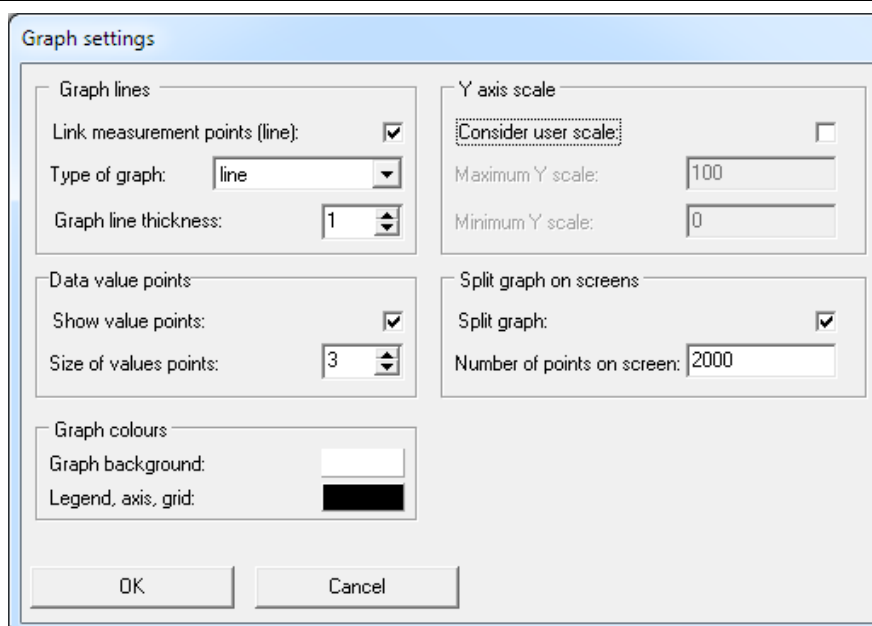 Graph settings
Graph lines
Link measurement points (line):
Type of graph: line
Graph line thickness: 1
Data value points
Show value points:
Size of values points: 3
Graph colours
Graph background:
Legend, axis, grid:
Y axis scale
Consider user scale:
Maximum Y scale: 100
Minimum Y scale: 0
Split graph on screens
Split graph:
Number of points on screen: 2000
OK
Cancel